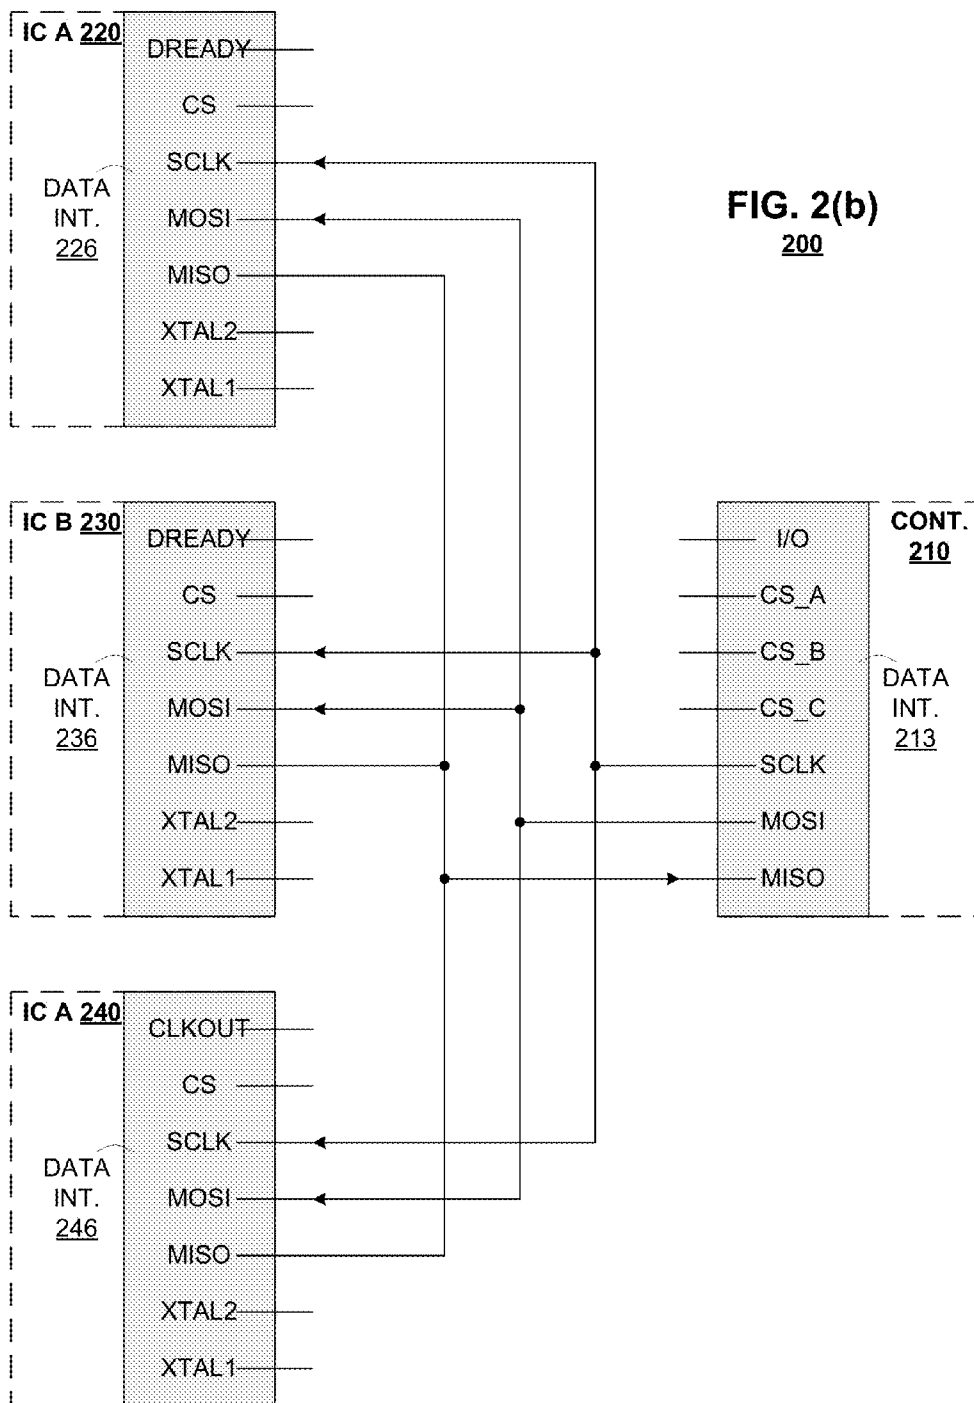 IC A 220
DREADY
CS
SCLK
MOSI
MISO
XTAL2
XTAL1
DATA
INT.
226
FIG. 2(b)
200
IC B 230
DREADY
CS
SCLK
MOSI
MISO
XTAL2
XTAL1
DATA
INT.
236
I/O
CS_A
CS_B
CS_C
SCLK
MOSI
MISO
CONT.
210
DATA
INT.
213
IC A 240
CLKOUT
CS
SCLK
MOSI
MISO
XTAL2
XTAL1
DATA
INT.
246